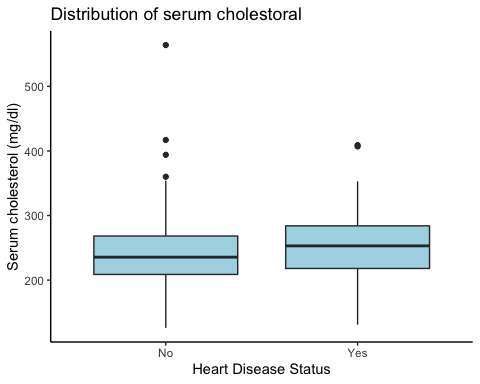 Distribution of serum cholestoral
Serum cholesterol (mg/dl)
500
400
300
200
No
Yes
Heart Disease Status